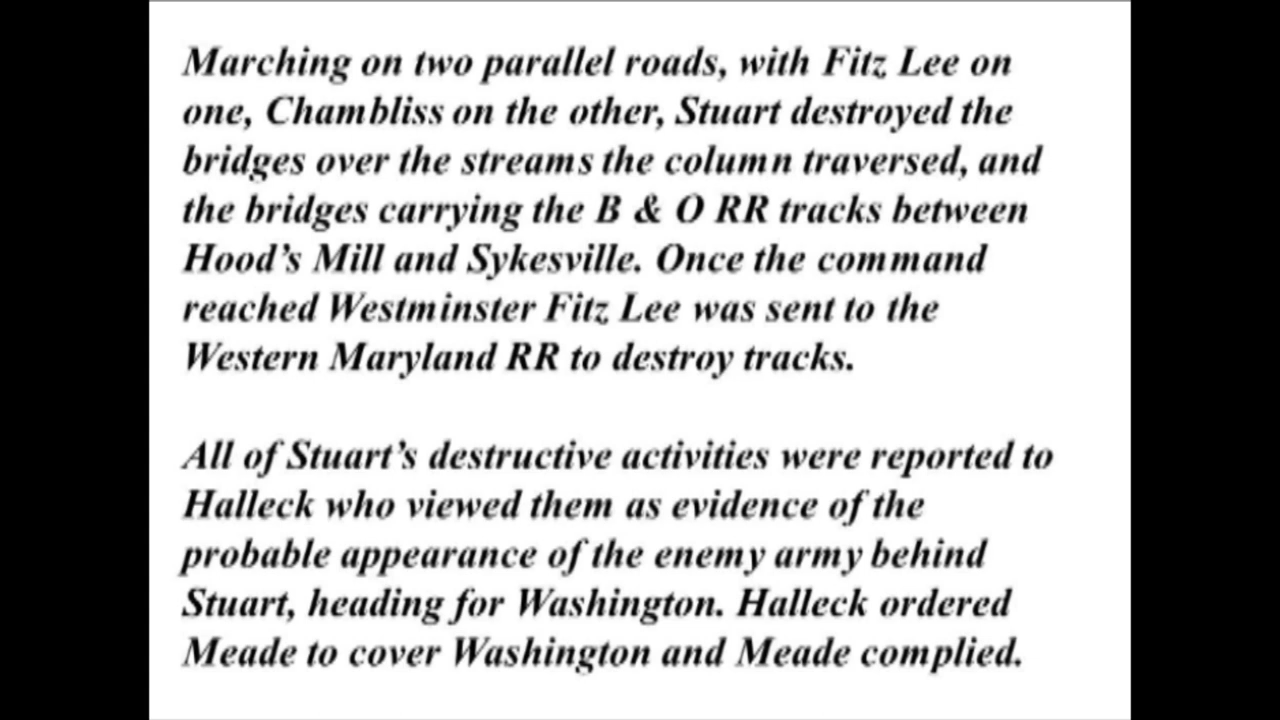 Marching on two parallel roads, with Fitz Lee on
one, Chambliss on the other, Stuart destroyed the
bridges over the streams the column traversed, and
the bridges carrying the B & O RR tracks between
Hood’s Mill and Sykesville. Once the command
reached Westminster Fitz Lee was sent to the
Western Maryland RR to destroy tracks.
All of Stuart’s destructive activities were reported to
Halleck who viewed them as evidence of the
probable appearance of the enemy army behind
Stuart, heading for Washington. Halleck ordered
Meade to cover Washington and Meade complied.